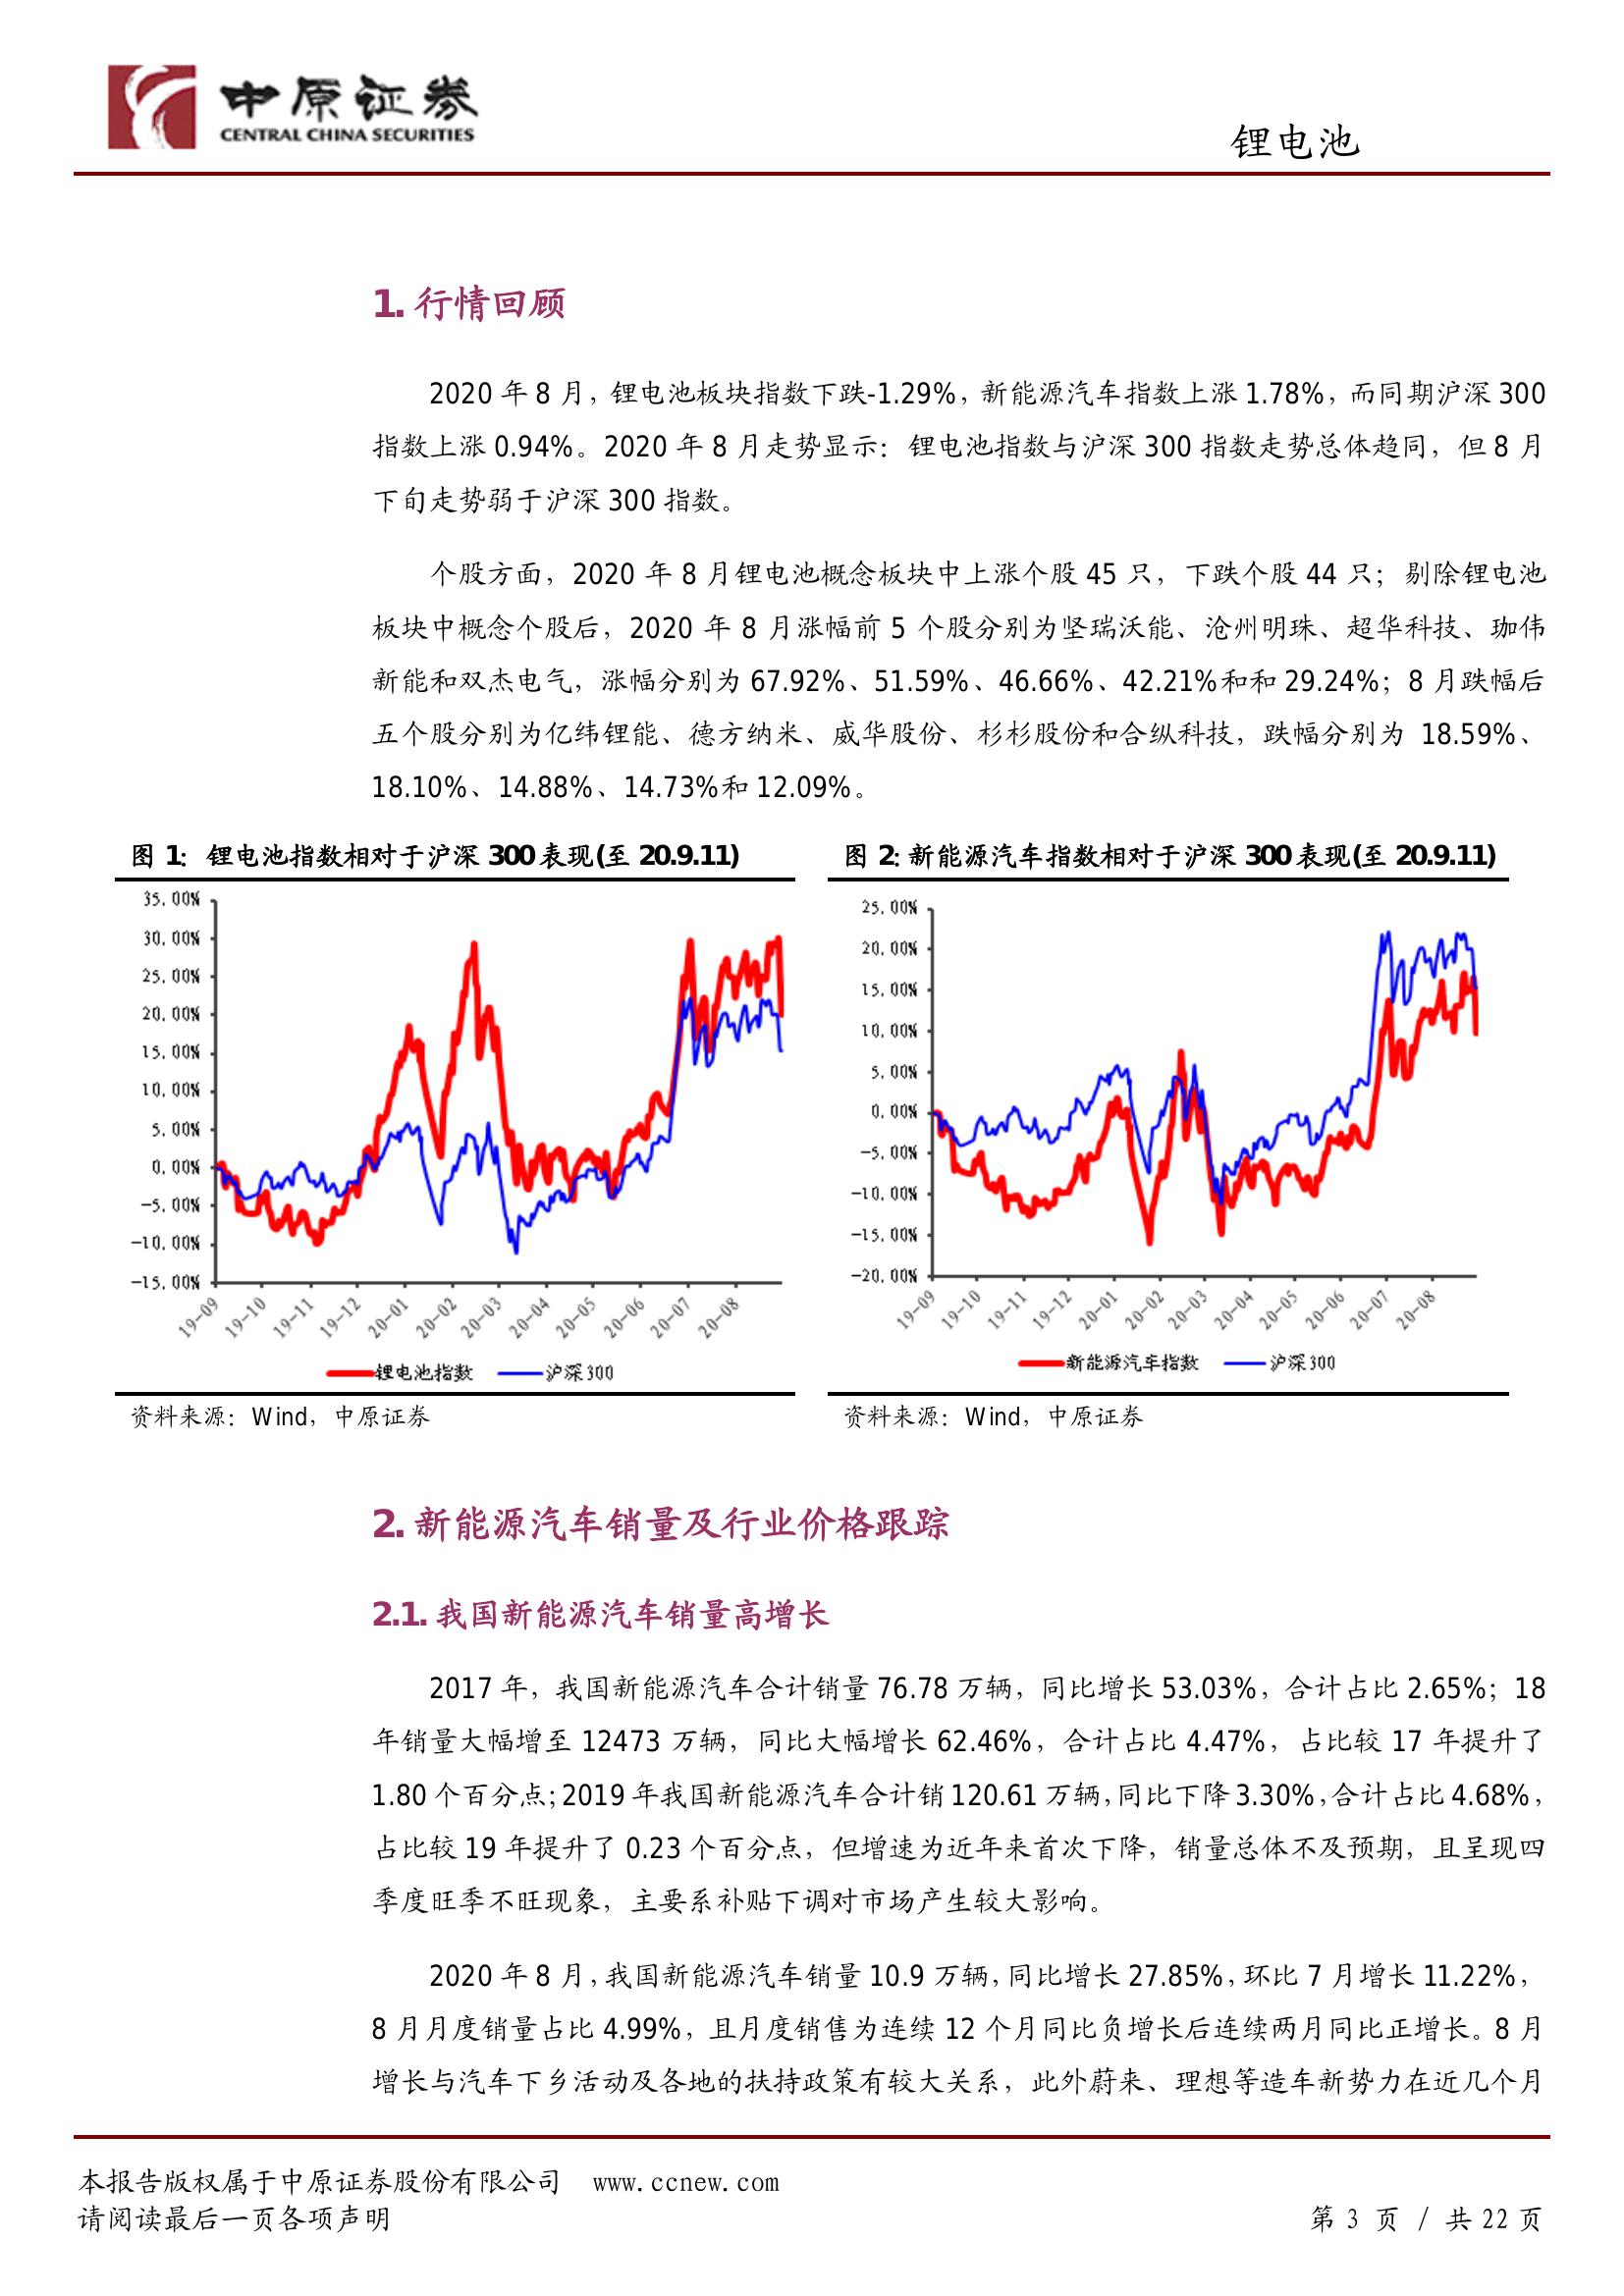 中原证券
CENTRAL CHINA SECURITIES
锂电池
1. 行情回顾
2020 年 8 月，锂电池板块指数下跌-1.29%，新能源汽车指数上涨 1.78%，而同期沪深 300
指数上涨 0.94%。2020 年 8 月走势显示：锂电池指数与沪深 300 指数走势总体趋同，但 8 月
下旬走势弱于沪深 300 指数。
个股方面，2020 年 8 月锂电池概念板块中上涨个股 45 只，下跌个股 44 只；剔除锂电池
板块中概念个股后，2020 年 8 月涨幅前 5 个股分别为坚瑞沃能、沧州明珠、超华科技、珈伟
新能和双杰电气，涨幅分别为 67.92%、51.59%、46.66%、42.21%和和 29.24%；8 月跌幅后
五个股分别为亿纬锂能、德方纳米、威华股份、杉杉股份和合纵科技，跌幅分别为 18.59%、
18.10%、14.88%、14.73%和 12.09%。
图 1：锂电池指数相对于沪深 300 表现(至 20.9.11)
35.00%
30.00%
25.00%
20.00%
15.00%
10.00%
5.00%
0.00%
-5.00%
-10.00%
-15.00%
19-09 19-10 19-11 19-12 20-01 20-02 20-03 20-04 20-05 20-06 20-07 20-08
锂电池指数 沪深300
资料来源：Wind，中原证券
图 2: 新能源汽车指数相对于沪深 300 表现(至 20.9.11)
25.00%
20.00%
15.00%
10.00%
5.00%
0.00%
-5.00%
-10.00%
-15.00%
-20.00%
19-09 19-10 19-11 19-12 20-01 20-02 20-03 20-04 20-05 20-06 20-07 20-08
新能源汽车指数 沪深300
资料来源：Wind，中原证券
2. 新能源汽车销量及行业价格跟踪
2.1. 我国新能源汽车销量高增长
2017 年，我国新能源汽车合计销量 76.78 万辆，同比增长 53.03%，合计占比 2.65%；18
年销量大幅增至 12473 万辆，同比大幅增长 62.46%，合计占比 4.47%，占比较 17 年提升了
1.80 个百分点；2019 年我国新能源汽车合计销 120.61 万辆，同比下降 3.30%，合计占比 4.68%，
占比较 19 年提升了 0.23 个百分点，但增速为近年来首次下降，销量总体不及预期，且呈现四
季度旺季不旺现象，主要系补贴下调对市场产生较大影响。
2020 年 8 月，我国新能源汽车销量 10.9 万辆，同比增长 27.85%，环比 7 月增长 11.22%，
8 月月度销量占比 4.99%，且月度销售为连续 12 个月同比负增长后连续两月同比正增长。8 月
增长与汽车下乡活动及各地的扶持政策有较大关系，此外蔚来、理想等造车新势力在近几个月
本报告版权属于中原证券股份有限公司 www.ccnew.com
请阅读最后一页各项声明
第 3 页 / 共 22 页